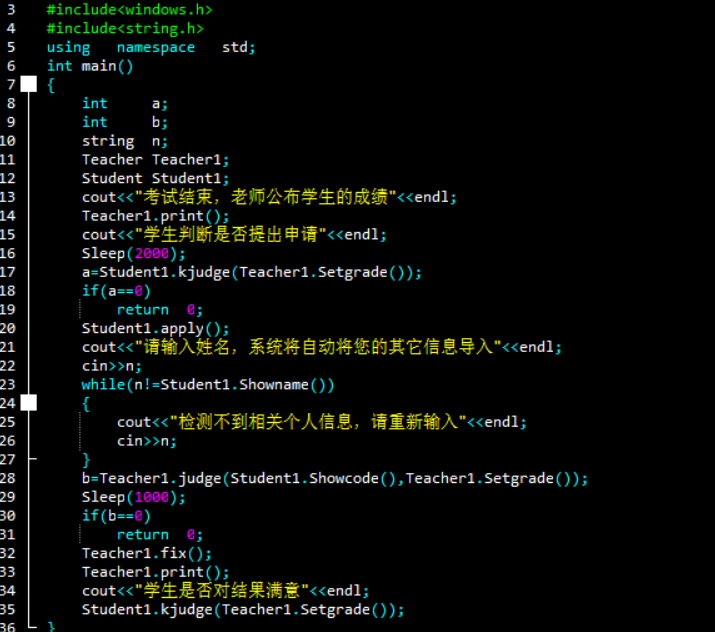 3 #include<windows.h>
4 #include<string.h>
5 using namespace std;
6 int main()
7 {
8 int a;
9 int b;
10 string n;
11 Teacher Teacher1;
12 Student Student1;
13 cout<<"考试结束，老师公布学生的成绩"<<endl;
14 Teacher1.print();
15 cout<<"学生判断是否提出申请"<<endl;
16 Sleep(2000);
17 a=Student1.kjudge(Teacher1.Setgrade());
18 if(a==0)
19 return 0;
20 Student1.apply();
21 cout<<"请输入姓名，系统将自动将您的其它信息导入"<<endl;
22 cin>>n;
23 while(n!=Student1.Showname())
24 {
25 cout<<"检测不到相关个人信息，请重新输入"<<endl;
26 cin>>n;
27 }
28 b=Teacher1.judge(Student1.Showcode(),Teacher1.Setgrade());
29 Sleep(1000);
30 if(b==0)
31 return 0;
32 Teacher1.fix();
33 Teacher1.print();
34 cout<<"学生是否对结果满意"<<endl;
35 Student1.kjudge(Teacher1.Setgrade());
36 }